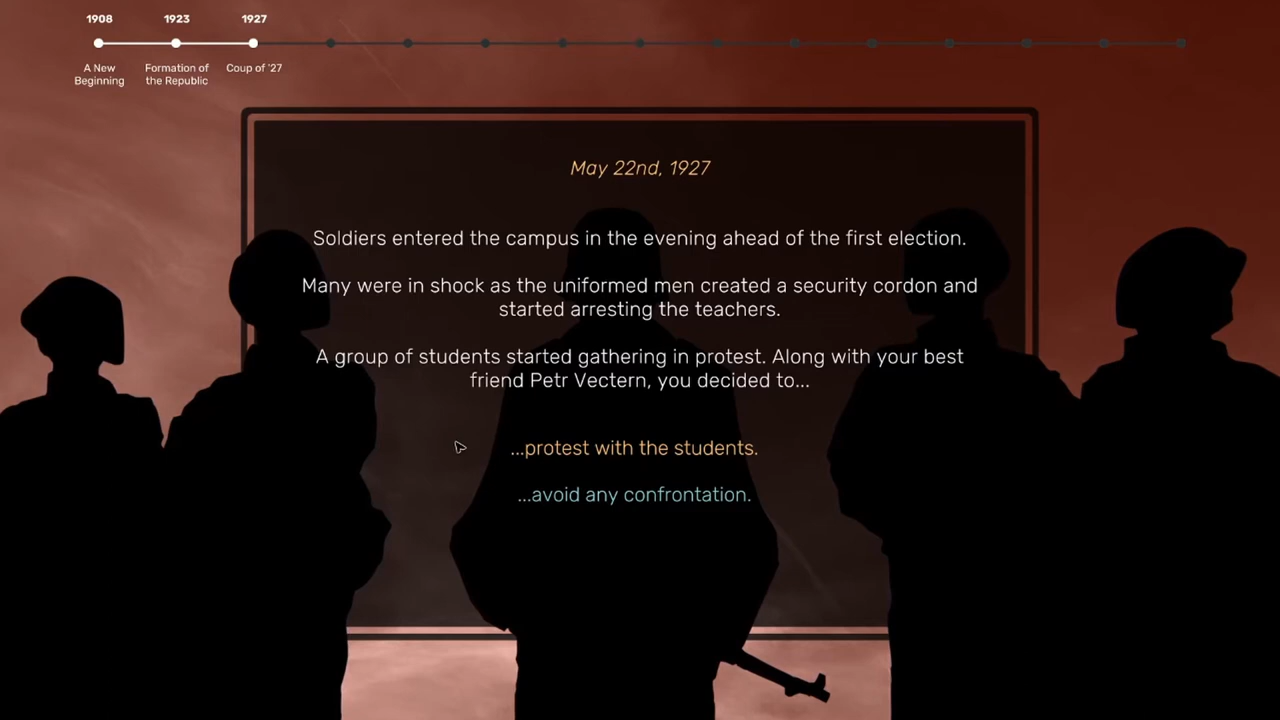 1908
1923
1927
A New
Beginning
Formation of
the Republic
Coup of '27
May 22nd, 1927
Soldiers entered the campus in the evening ahead of the first election.
Many were in shock as the uniformed men created a security cordon and
started arresting the teachers.
A group of students started gathering in protest. Along with your best
friend Petr Vectern, you decided to...
...protest with the students.
...avoid any confrontation.